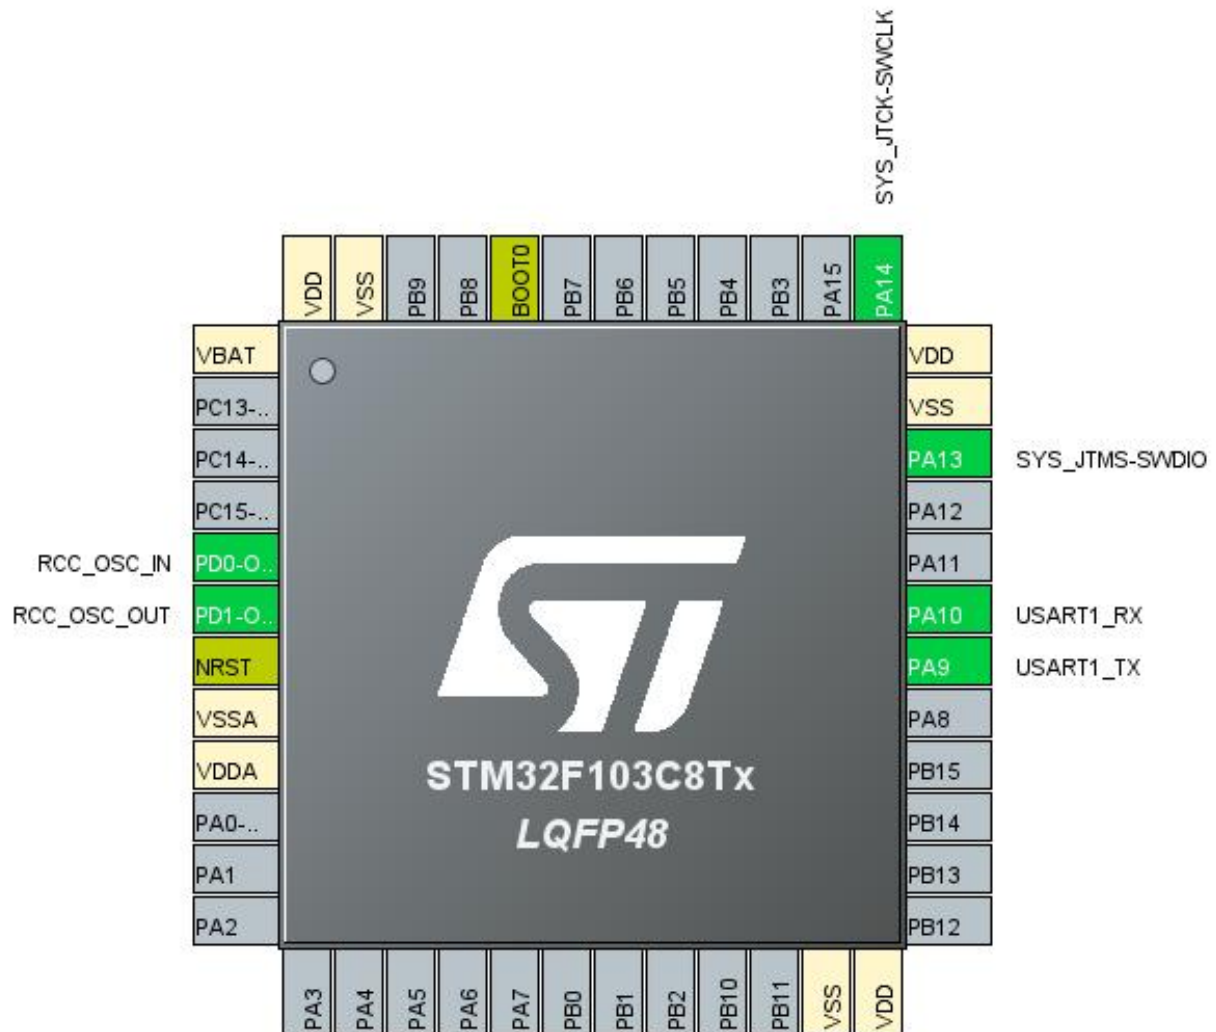 SYS_JTCK-SWCLK
VDD
VSS
PB9
PB8
BOOT0
PB7
PB6
PB5
PB4
PB3
PA15
PA14
VBAT
PC13-..
PC14-..
PC15-..
RCC_OSC_IN PD0-O..
RCC_OSC_OUT PD1-O..
NRST
VSSA
VDDA
PA0-..
PA1
PA2
ST
STM32F103C8Tx
LQFP48
VDD
VSS
PA13 SYS_JTMS-SWDIO
PA12
PA11
PA10 USART1_RX
PA9 USART1_TX
PA8
PB15
PB14
PB13
PB12
PA3
PA4
PA5
PA6
PA7
PB0
PB1
PB2
PB10
PB11
VSS
VDD